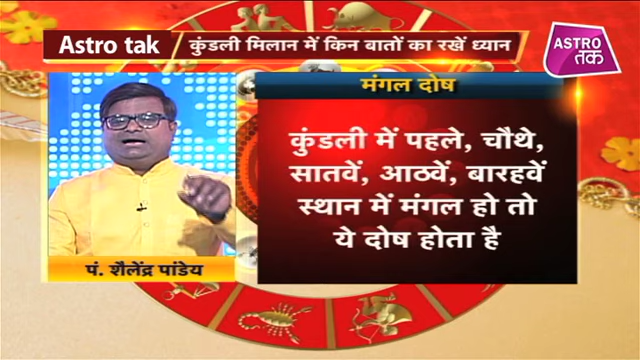 Astro tak
कुंडली मिलान में किन बातों का रखें ध्यान
ASTRO
तक
मंगल दोष
कुंडली में पहले, चौथे,
सातवें, आठवें, बारहवें
स्थान में मंगल हो तो
ये दोष होता है
पं. शैलेंद्र पांडेय